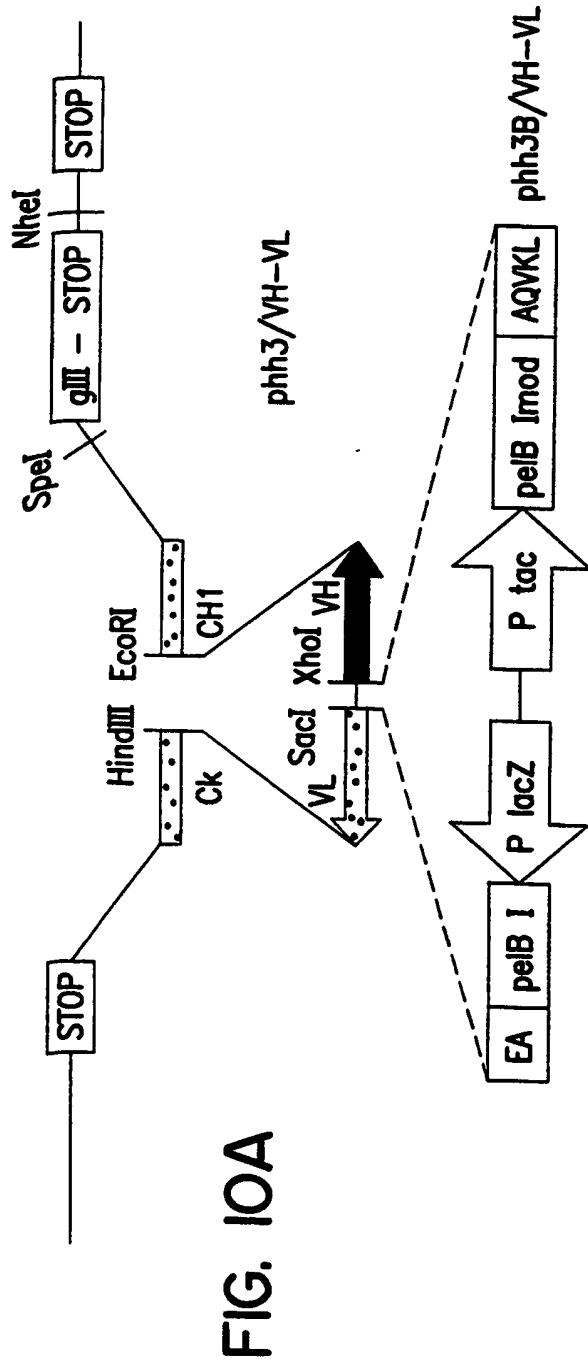 STOP
HindIII
EcoRI
Ck
CH1
SpeI
gIII – STOP
NheI
STOP
SacI
XhoI
VL
VH
phh3/VH-VL
EA
pelB I
P lacZ
P tac
pelB Imod
AQVKL
phh3B/VH-VL
FIG. 10A